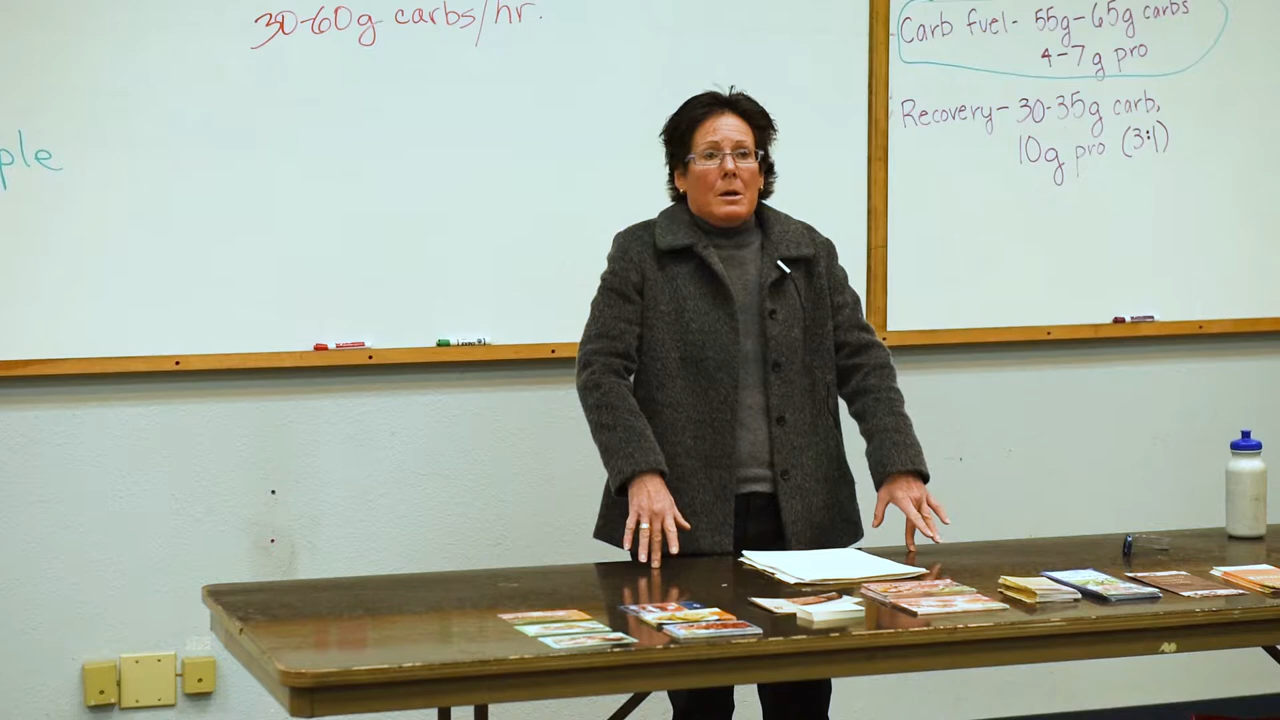 30-60g carbs/hr.
ple
Carb fuel- 55g-65g carbs
4-7g pro
Recovery- 30-35g carb,
10g pro (3:1)